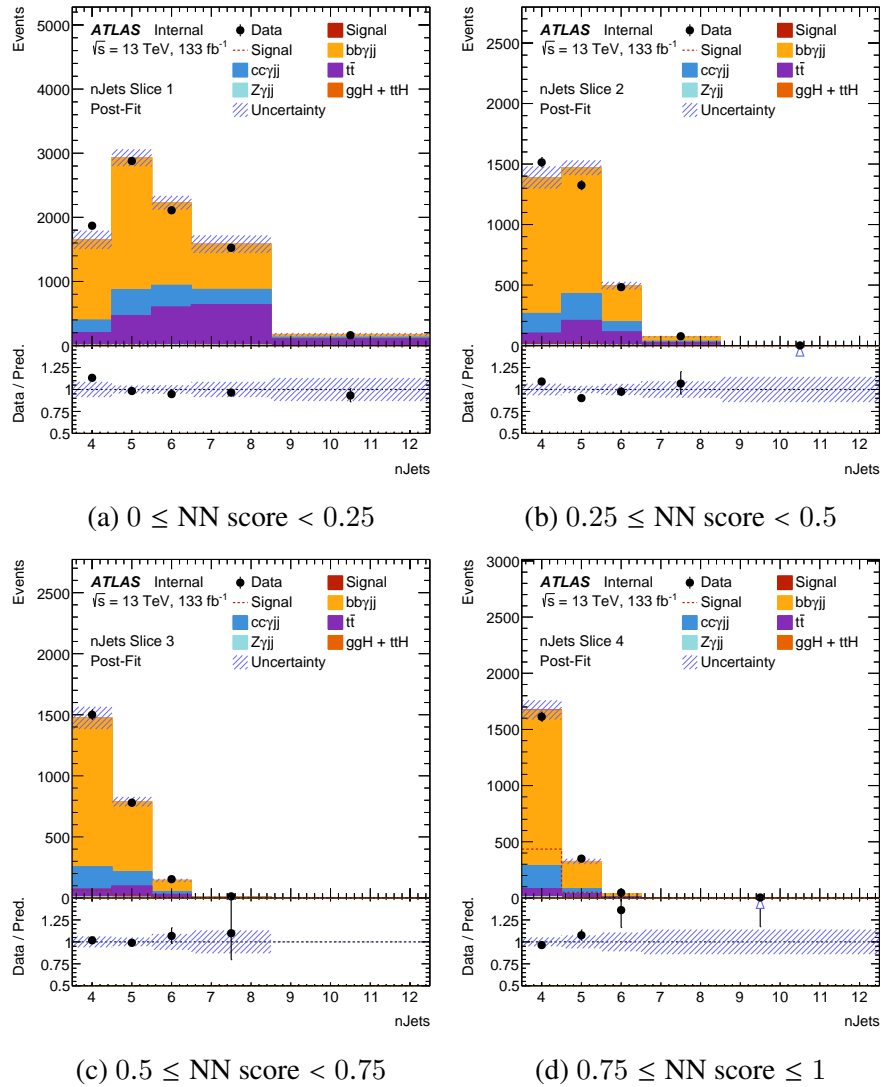 Events
ATLAS Internal
√s = 13 TeV, 133 fb⁻¹
nJets Slice 1
Post-Fit
Data
Signal
Signal
bbγjj
ccγjj
tt̄
Zγjj
ggH + ttH
Uncertainty
5000
4000
3000
2000
1000
0
Data / Pred.
1.25
1
0.75
0.5
4 5 6 7 8 9 10 11 12
nJets
(a) 0 ≤ NN score < 0.25
Events
ATLAS Internal
√s = 13 TeV, 133 fb⁻¹
nJets Slice 2
Post-Fit
Data
Signal
Signal
bbγjj
ccγjj
tt̄
Zγjj
ggH + ttH
Uncertainty
2500
2000
1500
1000
500
0
Data / Pred.
1.25
1
0.75
0.5
4 5 6 7 8 9 10 11 12
nJets
(b) 0.25 ≤ NN score < 0.5
Events
ATLAS Internal
√s = 13 TeV, 133 fb⁻¹
nJets Slice 3
Post-Fit
Data
Signal
Signal
bbγjj
ccγjj
tt̄
Zγjj
ggH + ttH
Uncertainty
2500
2000
1500
1000
500
0
Data / Pred.
1.25
1
0.75
0.5
4 5 6 7 8 9 10 11 12
nJets
(c) 0.5 ≤ NN score < 0.75
Events
ATLAS Internal
√s = 13 TeV, 133 fb⁻¹
nJets Slice 4
Post-Fit
Data
Signal
Signal
bbγjj
ccγjj
tt̄
Zγjj
ggH + ttH
Uncertainty
3000
2500
2000
1500
1000
500
0
Data / Pred.
1.25
1
0.75
0.5
4 5 6 7 8 9 10 11 12
nJets
(d) 0.75 ≤ NN score ≤ 1